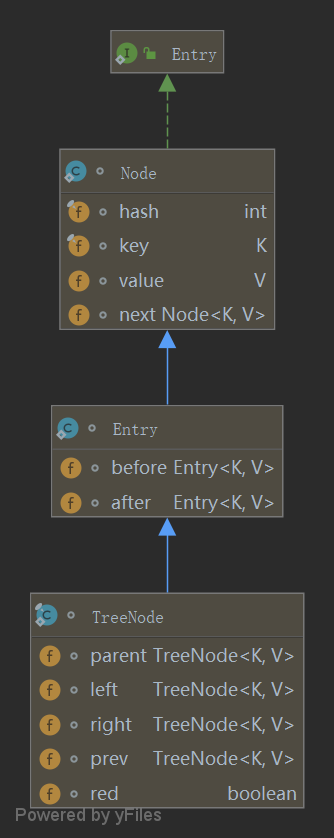 I Entry
C Node
f hash int
f key K
f value V
f next Node<K, V>
C Entry
f before Entry<K, V>
f after Entry<K, V>
C TreeNode
f parent TreeNode<K, V>
f left TreeNode<K, V>
f right TreeNode<K, V>
f prev TreeNode<K, V>
f red boolean
Powered by yFiles